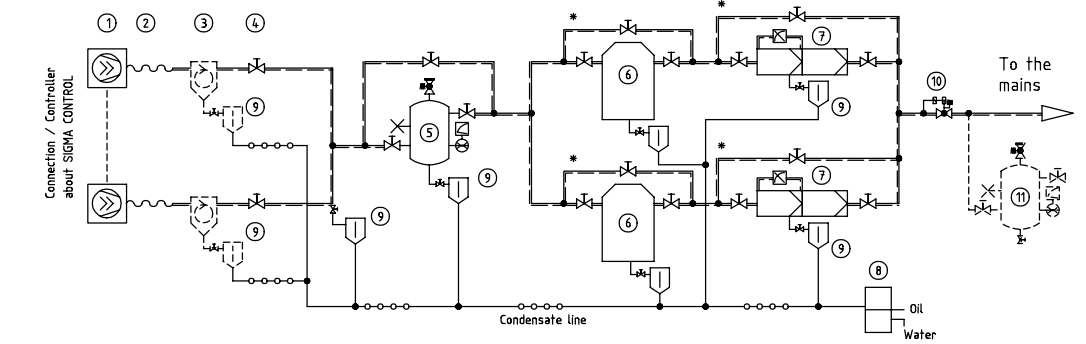 1 2 3 4
* *
7
6
9
9
10
To the
mains
Connection / Controller
about SIGMA CONTROL
5
* *
7
9
6
11
9
9
9
8
Oil
Condensate line
Water